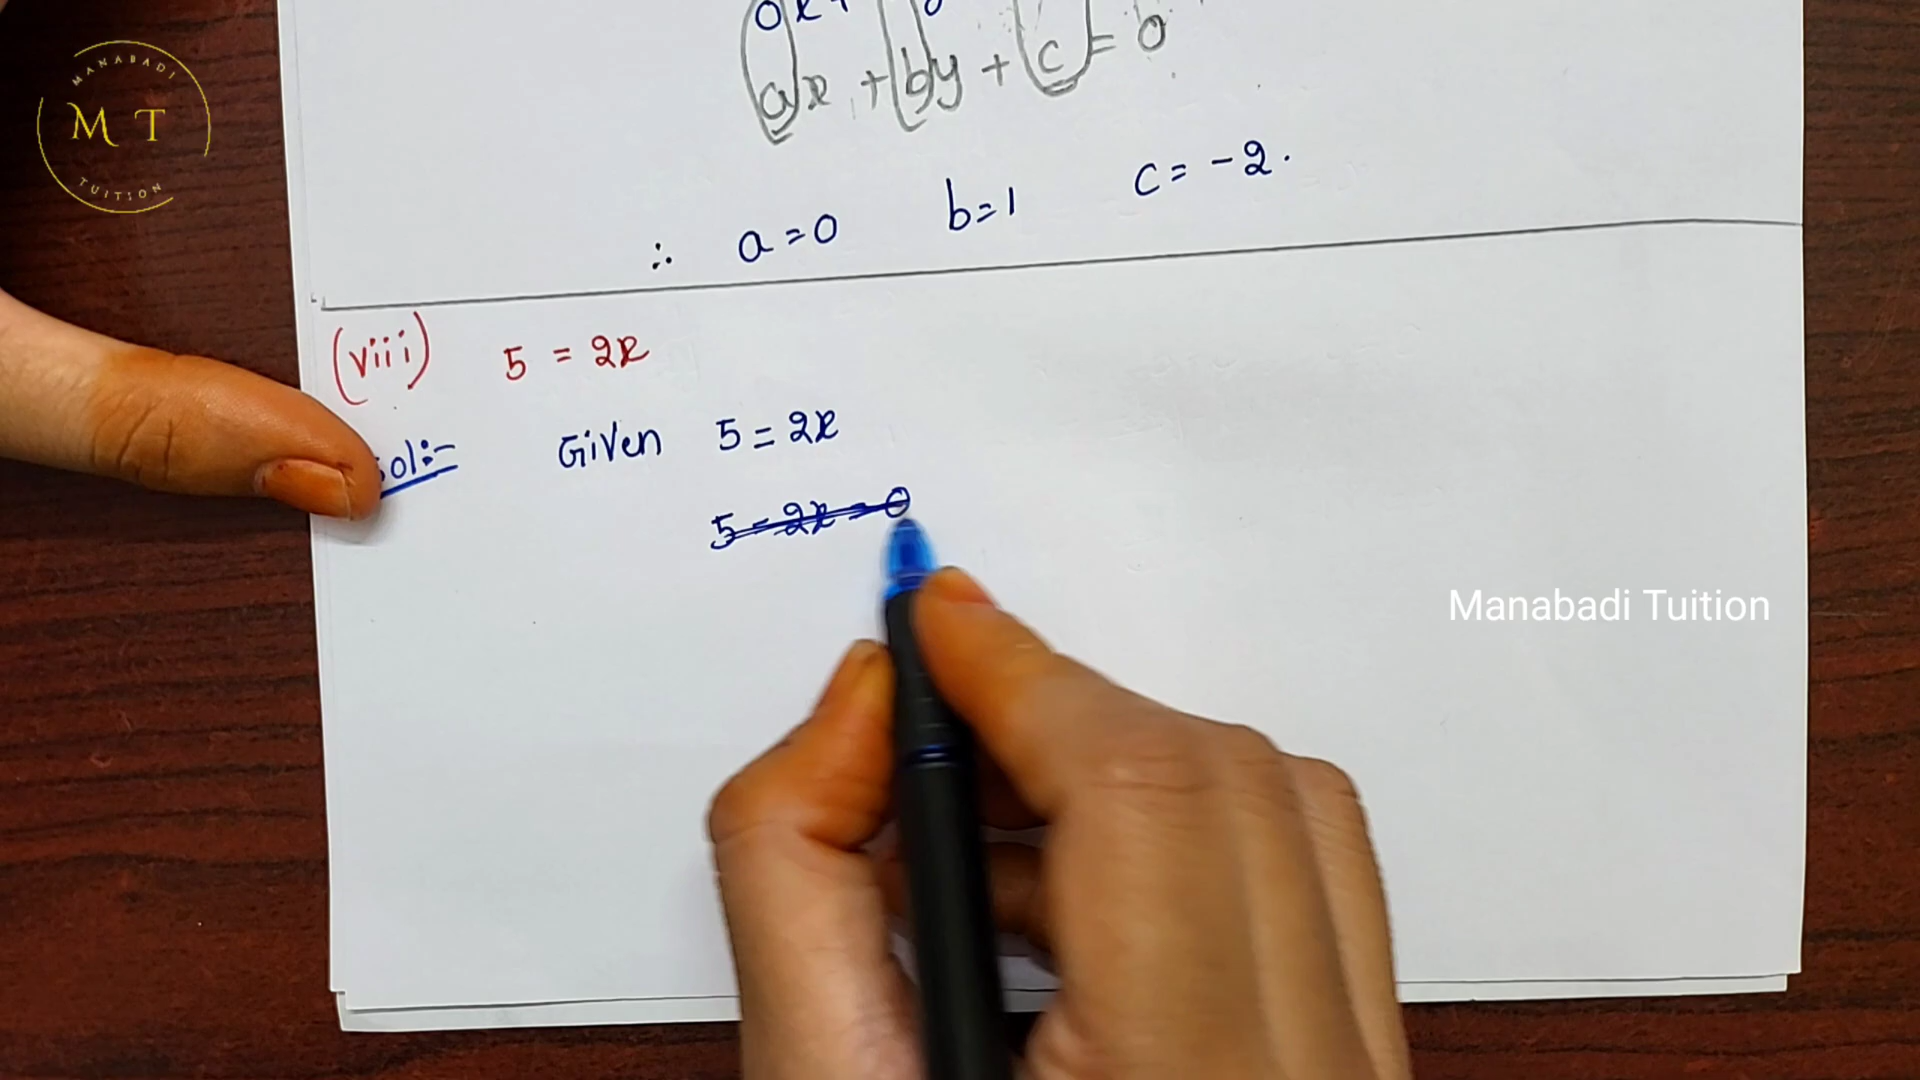 MANABADI
M T
TUITION
ax + by + c = 0
∴ a = 0 b = 1 c = -2.
(viii) 5 = 2x
Sol:- Given 5 = 2x
5 - 2x = 0
Manabadi Tuition